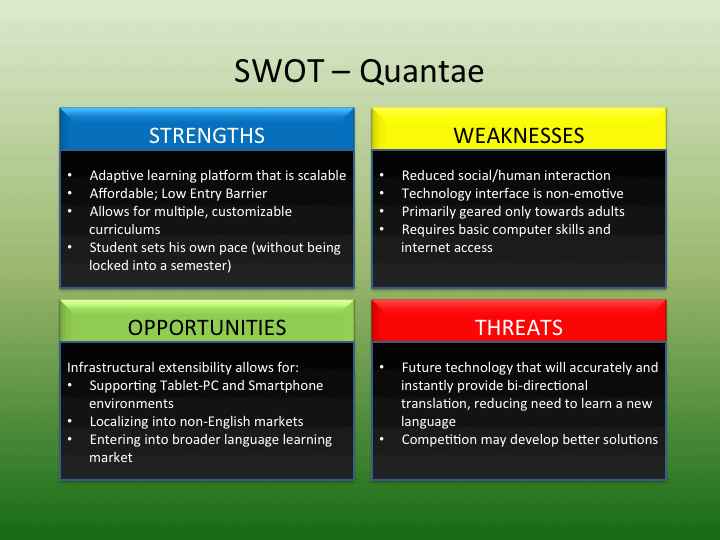 SWOT – Quantae
STRENGTHS
• Adaptive learning platform that is scalable
• Affordable; Low Entry Barrier
• Allows for multiple, customizable
curriculums
• Student sets his own pace (without being
locked into a semester)
WEAKNESSES
• Reduced social/human interaction
• Technology interface is non-emotive
• Primarily geared only towards adults
• Requires basic computer skills and
internet access
OPPORTUNITIES
Infrastructural extensibility allows for:
• Supporting Tablet-PC and Smartphone
environments
• Localizing into non-English markets
• Entering into broader language learning
market
THREATS
• Future technology that will accurately and
instantly provide bi-directional
translation, reducing need to learn a new
language
• Competition may develop better solutions